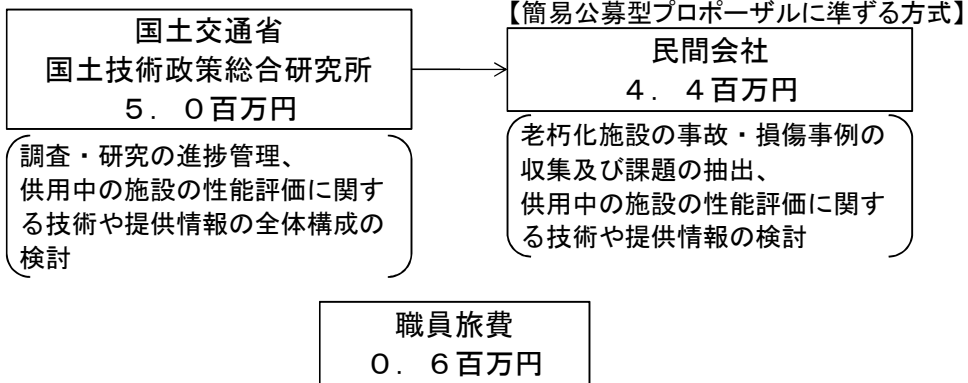 【簡易公募型プロポーザルに準ずる方式】
国土交通省
国土技術政策総合研究所
５．０百万円
民間会社
４．４百万円
調査・研究の進捗管理、
供用中の施設の性能評価に関す
る技術や提供情報の全体構成の
検討
老朽化施設の事故・損傷事例の
収集及び課題の抽出、
供用中の施設の性能評価に関す
る技術や提供情報の検討
職員旅費
０．６百万円